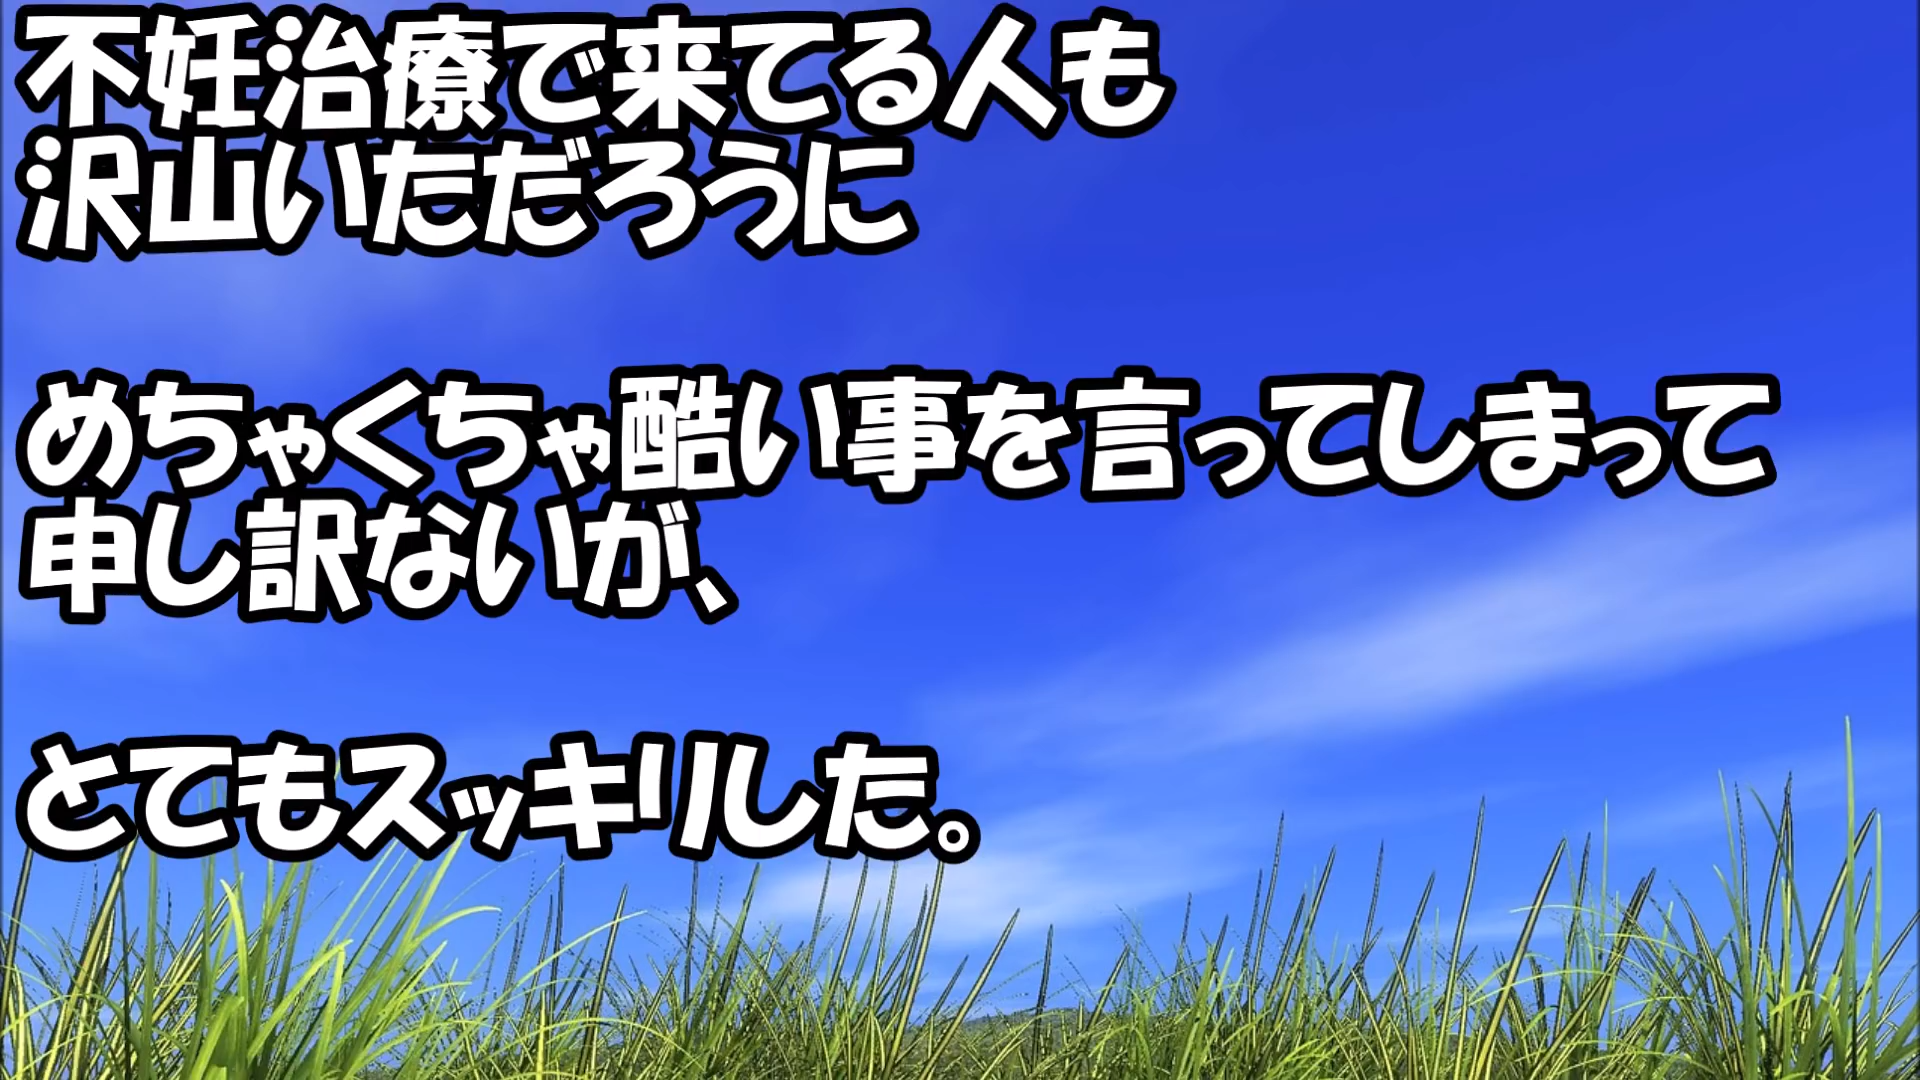 不妊治療で来てる人も
沢山いただろうに
めちゃくちゃ酷い事を言ってしまって
申し訳ないが、
とてもスッキリした。